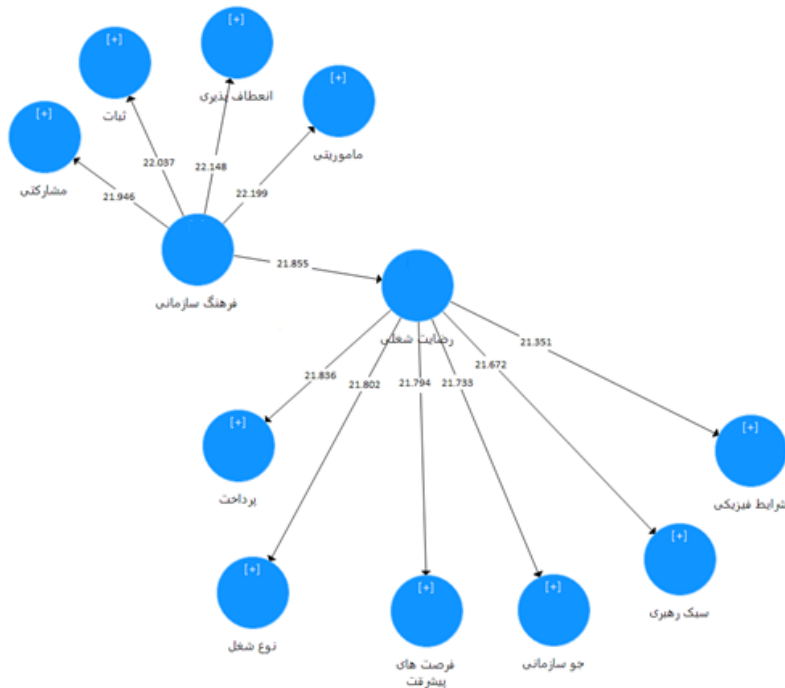 [+]
انعطاف پذیری
[+]
ثبات
[+]
ماموریتی
[+]
مشارکتی
22.037
22.148
22.199
21.946
فرهنگ سازمانی
21.855
رضایت شغلی
21.351
21.672
21.836
21.802
21.794
21.733
[+]
پرداخت
[+]
شرایط فیزیکی
[+]
سبک رهبری
[+]
نوع شغل
[+]
فرصت های
پیشرفت
[+]
جو سازمانی